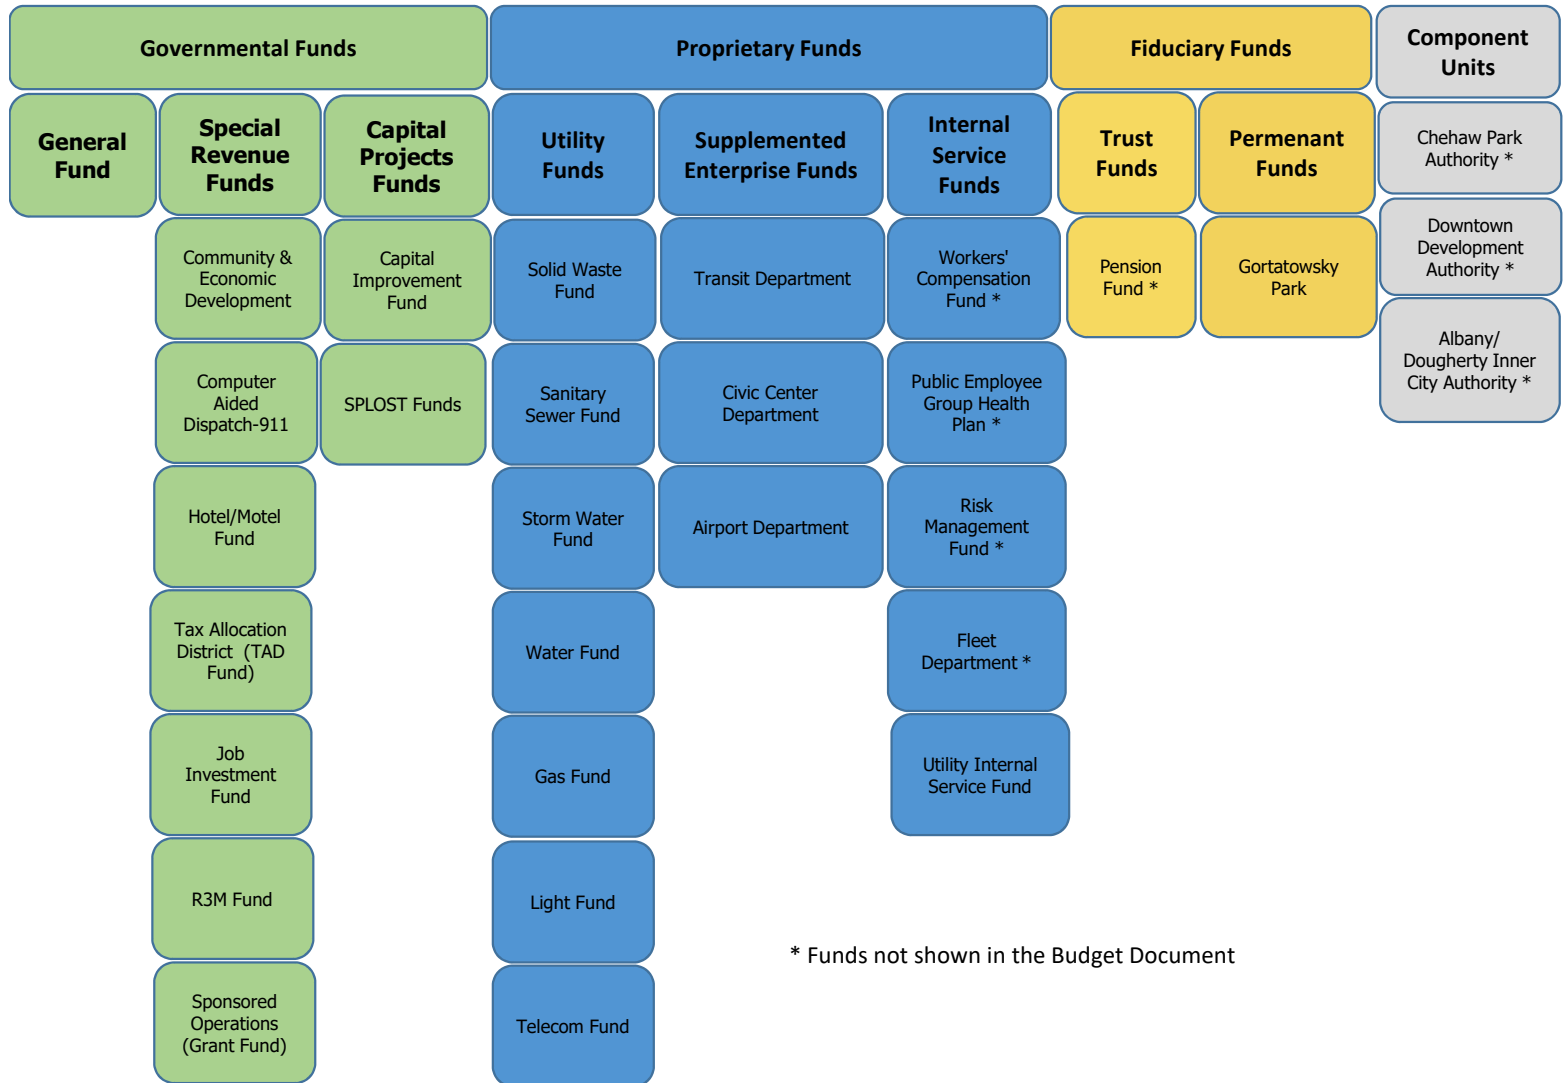 Governmental Funds
Proprietary Funds
Fiduciary Funds
Component
Units
General
Fund
Special
Revenue
Funds
Capital
Projects
Funds
Utility
Funds
Supplemented
Enterprise Funds
Internal
Service
Funds
Trust
Funds
Permenant
Funds
Chehaw Park
Authority *
Downtown
Development
Authority *
Albany/
Dougherty Inner
City Authority *
Community &
Economic
Development
Capital
Improvement
Fund
Solid Waste
Fund
Transit Department
Workers'
Compensation
Fund *
Pension
Fund *
Gortatowsky
Park
Computer
Aided
Dispatch-911
SPLOST Funds
Sanitary
Sewer Fund
Civic Center
Department
Public Employee
Group Health
Plan *
Hotel/Motel
Fund
Storm Water
Fund
Airport Department
Risk
Management
Fund *
Tax Allocation
District (TAD
Fund)
Water Fund
Fleet
Department *
Job
Investment
Fund
Gas Fund
Utility Internal
Service Fund
R3M Fund
Light Fund
* Funds not shown in the Budget Document
Sponsored
Operations
(Grant Fund)
Telecom Fund